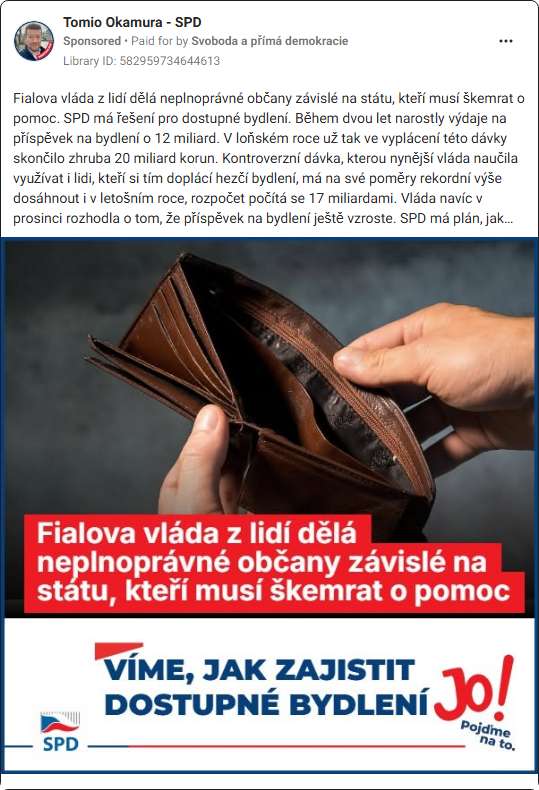 Tomio Okamura - SPD
Sponsored • Paid for by Svoboda a přímá demokracie
Library ID: 582959734644613
Fialova vláda z lidí dělá neplnoprávné občany závislé na státu, kteří musí škemrat o
pomoc. SPD má řešení pro dostupné bydlení. Během dvou let narostly výdaje na
příspěvek na bydlení o 12 miliard. V loňském roce už tak ve vyplácení této dávky
skončilo zhruba 20 miliard korun. Kontroverzní dávka, kterou nynější vláda naučila
využívat i lidi, kteří si tím doplácí hezčí bydlení, má na své poměry rekordní výše
dosáhnout i v letošním roce, rozpočet počítá se 17 miliardami. Vláda navíc v
prosinci rozhodla o tom, že příspěvek na bydlení ještě vzroste. SPD má plán, jak...
Fialova vláda z lidí dělá
neplnoprávné občany závislé na
státu, kteří musí škemrat o pomoc
VÍME, JAK ZAJISTIT
DOSTUPNÉ BYDLENÍ
Jo!
Pojďme
na to.
SPD